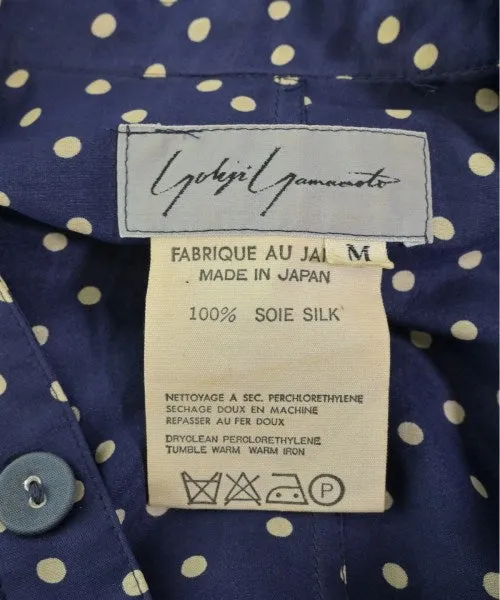 Yohji Yamamoto
FABRIQUE AU JA
M
MADE IN JAPAN
100% SOIE SILK
NETTOYAGE A SEC. PERCHLORETHYLENE
SECHAGE DOUX EN MACHINE
REPASSER AU FER DOUX
DRYCLEAN PERCLORETHYLENE
TUMBLE WARM WARM IRON
P